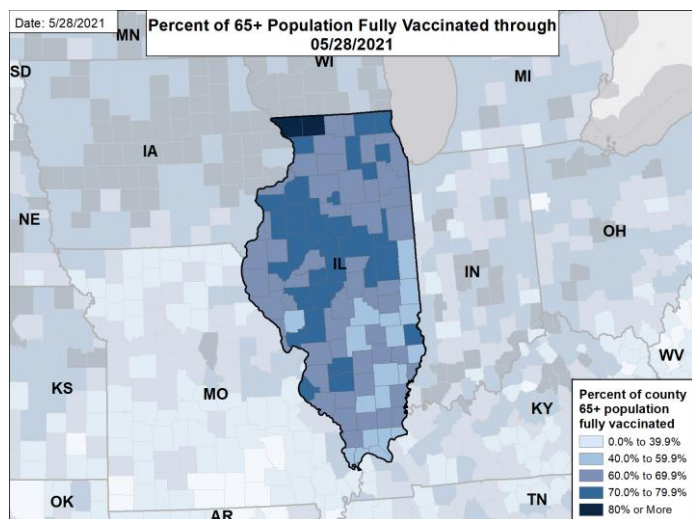 Date: 5/28/2021
Percent of 65+ Population Fully Vaccinated through
05/28/2021
MN
WI
SD
MI
IA
NE
IL
IN
OH
WV
KS
MO
KY
OK
AR
TN
Percent of county
65+ population
fully vaccinated
0.0% to 39.9%
40.0% to 59.9%
60.0% to 69.9%
70.0% to 79.9%
80% or More